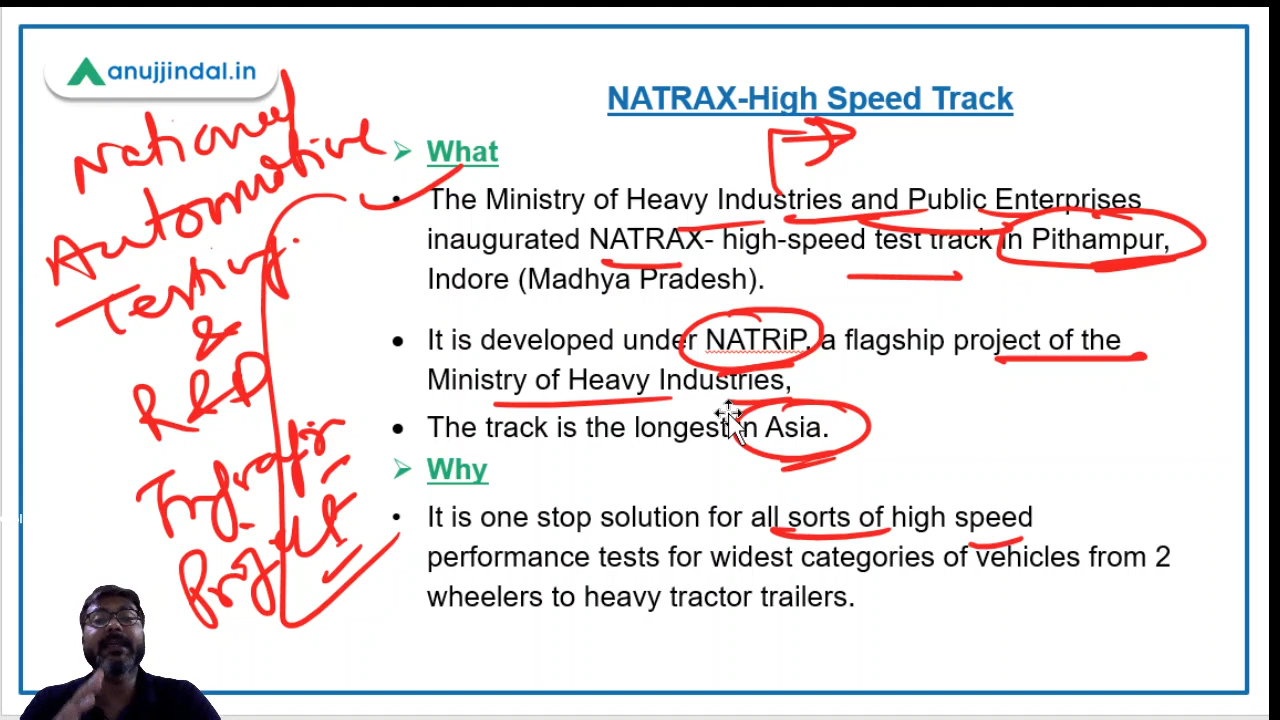 anujjindal.in
NATRAX-High Speed Track
What
The Ministry of Heavy Industries and Public Enterprises
inaugurated NATRAX- high-speed test track in Pithampur,
Indore (Madhya Pradesh).
It is developed under NATRiP, a flagship project of the
Ministry of Heavy Industries,
The track is the longest in Asia.
Why
It is one stop solution for all sorts of high speed
performance tests for widest categories of vehicles from 2
wheelers to heavy tractor trailers.
National
Automotive
Testing
&
R&D
Project